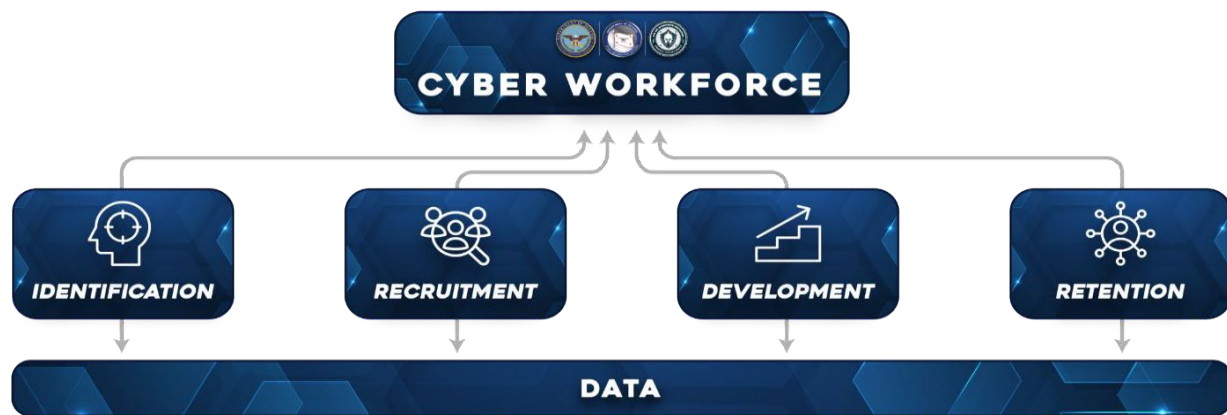 CYBER WORKFORCE
IDENTIFICATION
RECRUITMENT
DEVELOPMENT
RETENTION
DATA